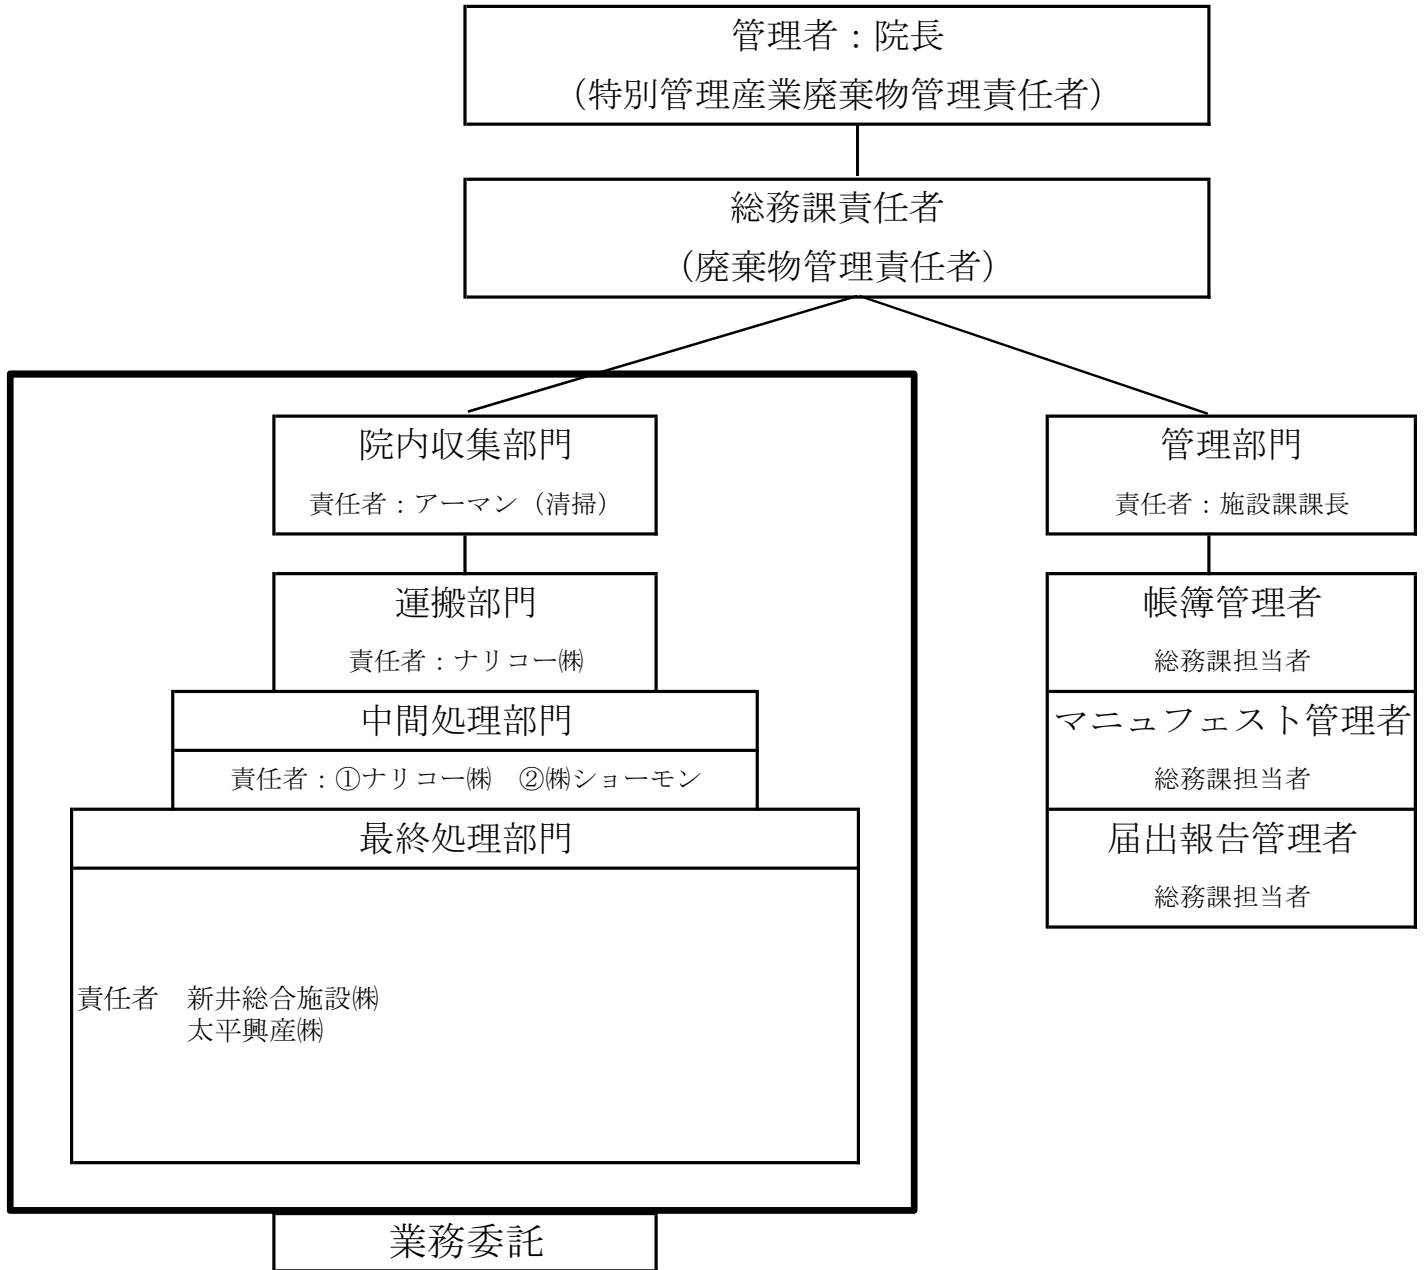 管理者：院長
（特別管理産業廃棄物管理責任者）
総務課責任者
（廃棄物管理責任者）
院内収集部門
責任者：アーマン（清掃）
運搬部門
責任者：ナリコー㈱
中間処理部門
責任者：①ナリコー㈱　②㈱ショーモン
最終処理部門
責任者　新井総合施設㈱
太平興産㈱
業務委託
管理部門
責任者：施設課課長
帳簿管理者
総務課担当者
マニュフェスト管理者
総務課担当者
届出報告管理者
総務課担当者